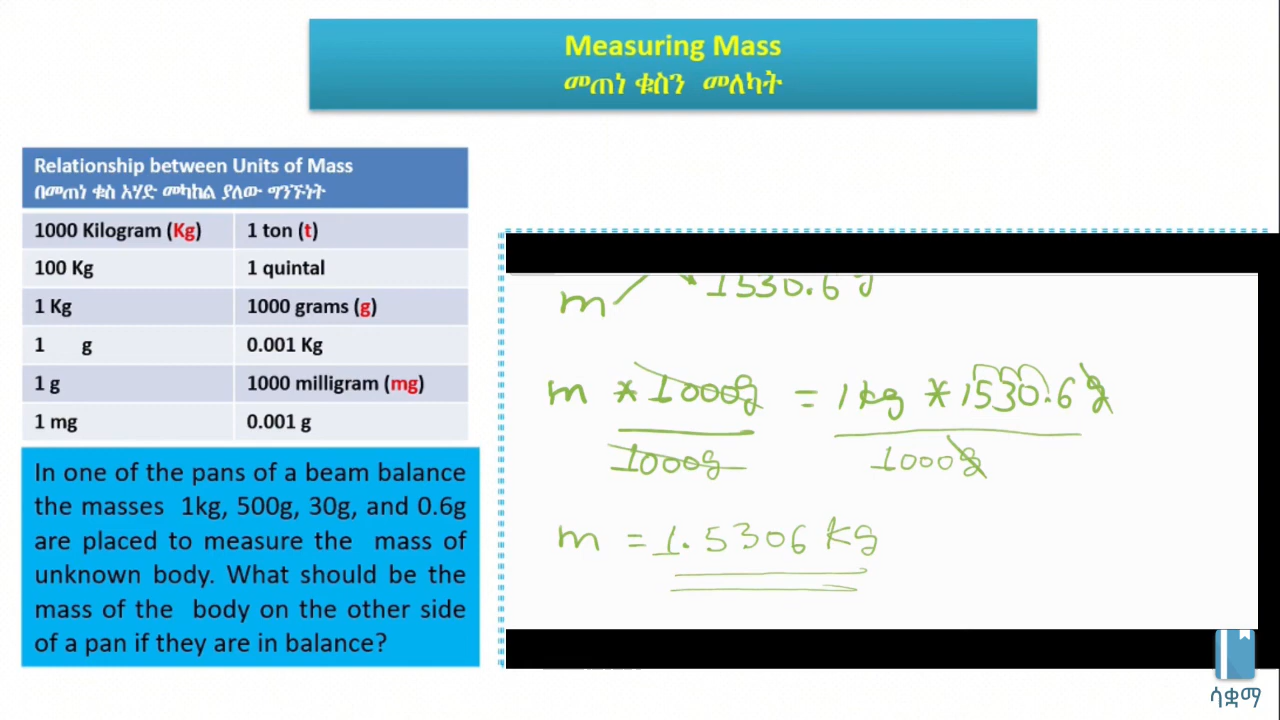 Measuring Mass
መጠነ ቁስን መለካት
Relationship between Units of Mass
በመጠነ ቁስ አሃድ መካከል ያለው ግንኙነት
1000 Kilogram (Kg) 1 ton (t)
100 Kg 1 quintal
1 Kg 1000 grams (g)
1 g 0.001 Kg
1 g 1000 milligram (mg)
1 mg 0.001 g
In one of the pans of a beam balance
the masses 1kg, 500g, 30g, and 0.6g
are placed to measure the mass of
unknown body. What should be the
mass of the body on the other side
of a pan if they are in balance?
1530.6 g
m
m * 1000g = 1 kg * 1530.6 g
1000g 1000g
m = 1.5306 kg
ሳቋማ